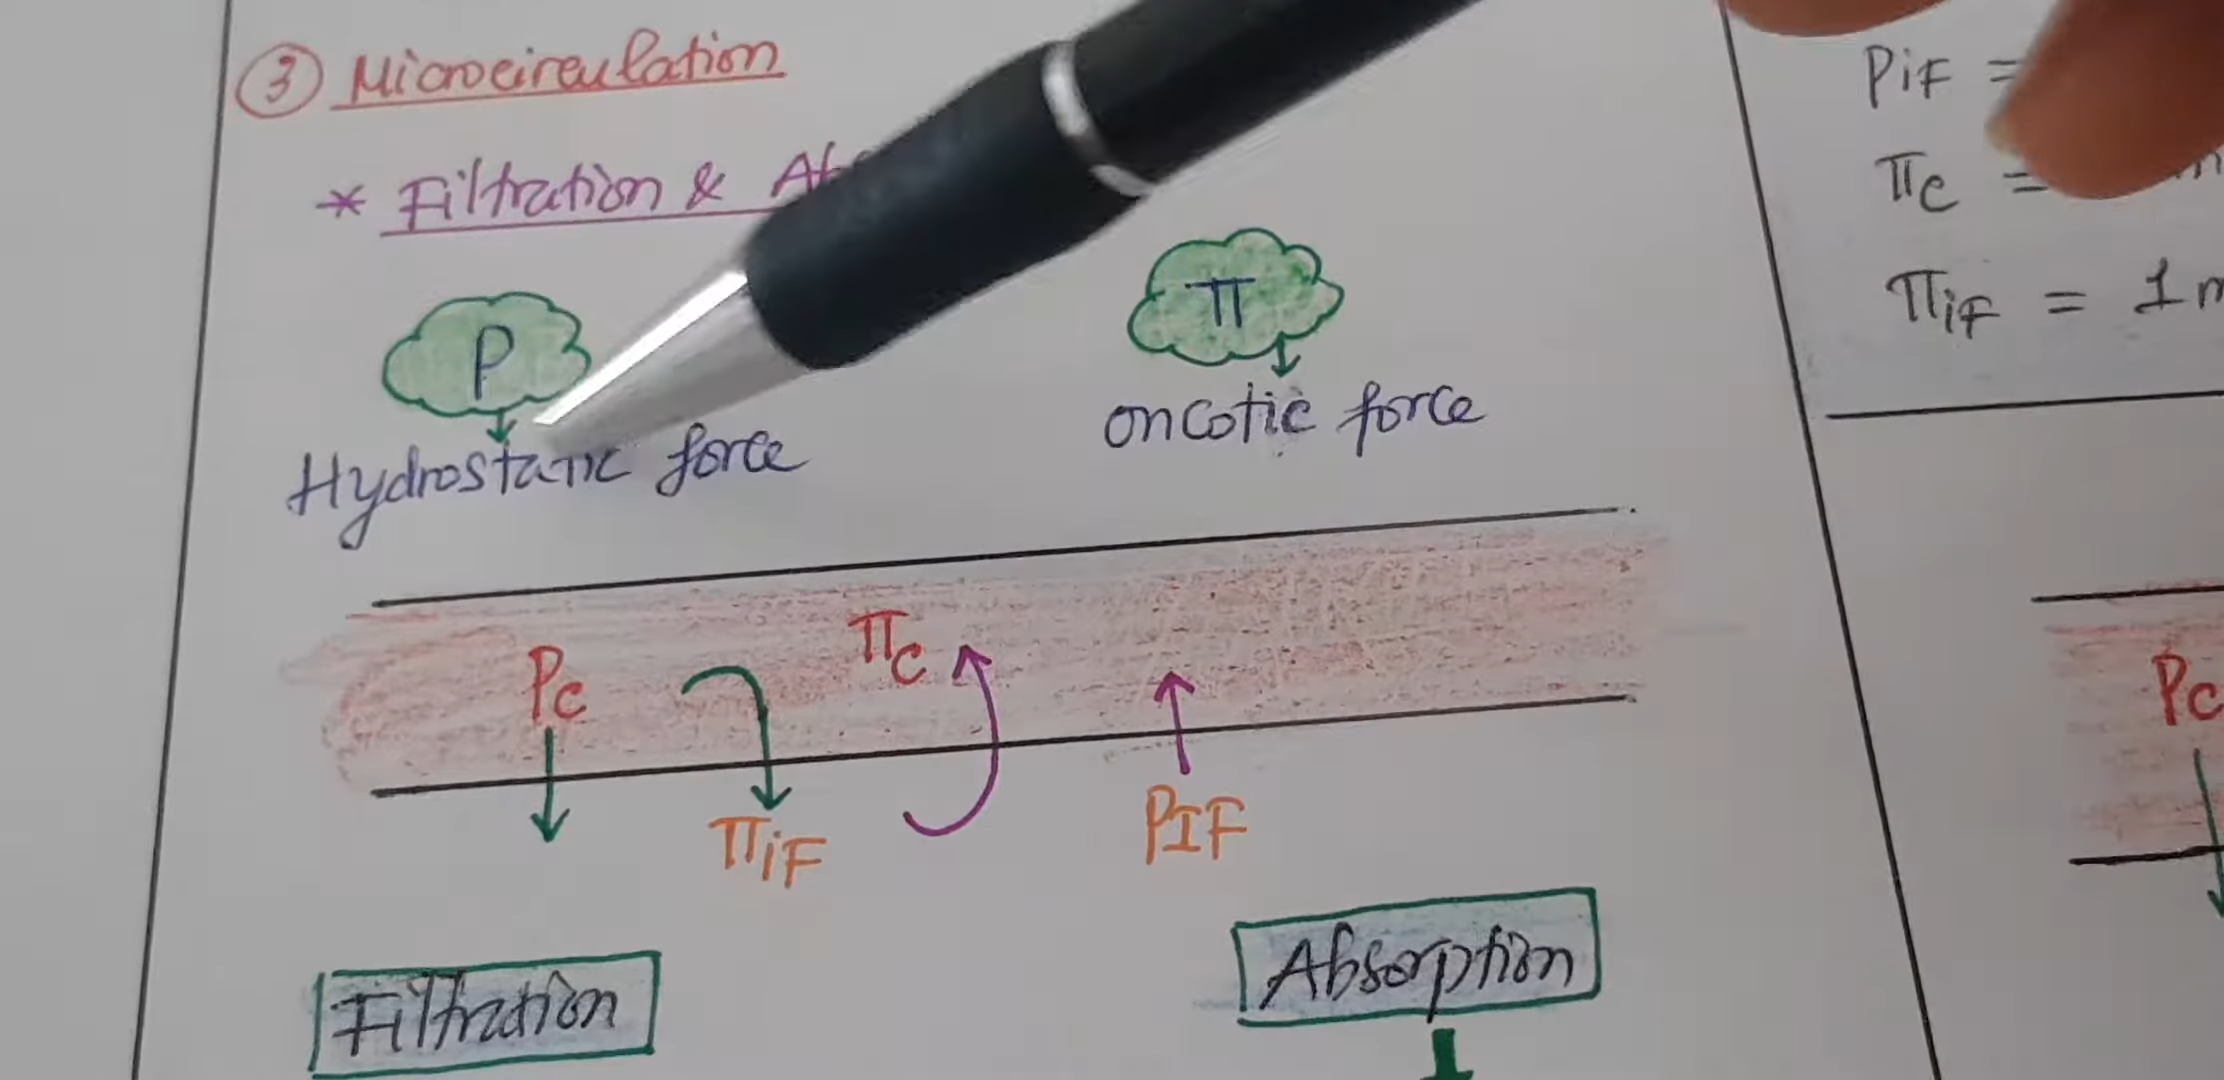 ③ Microcirculation
* Filtration &
P
Hydrostatic force
π
oncotic force
Pc
πc
πiF
PIF
Filtration
Absorption
PiF =
πc =
πiF = 1
Pc